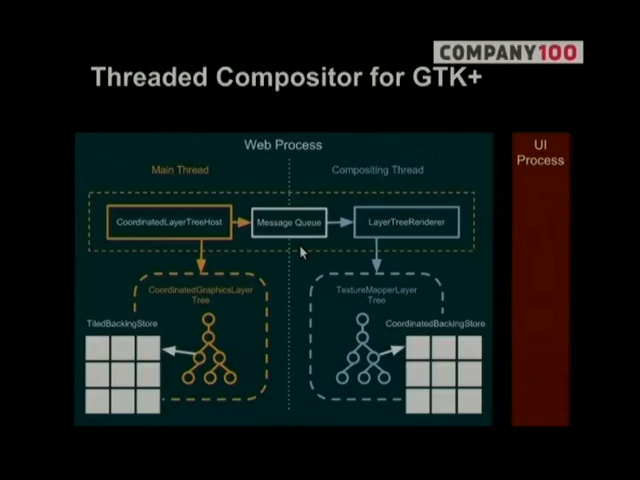 COMPANY100
Threaded Compositor for GTK+
Web Process
UI
Process
Main Thread
Compositing Thread
CoordinatedLayerTreeHost
Message Queue
LayerTreeRenderer
CoordinatedGraphicsLayer
Tree
TextureMapperLayer
Tree
TiledBackingStore
CoordinatedBackingStore